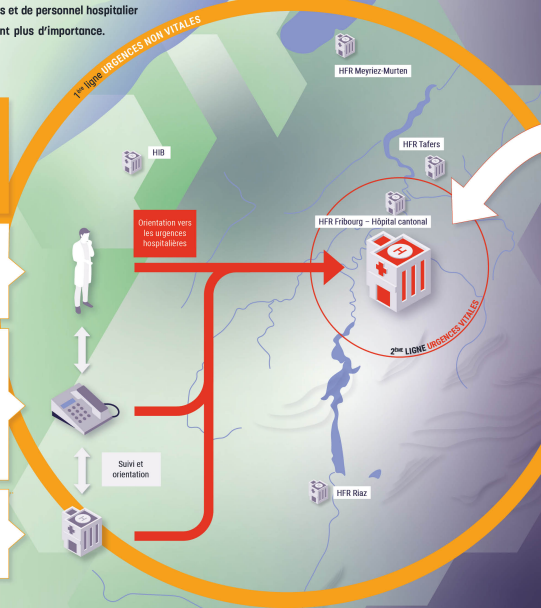 s et de personnel hospitalier
nt plus d'importance.
1ère ligne URGENCES NON VITALES
HFR Meyriez-Murten
HIB
HFR Tafers
Orientation vers
les urgences
hospitalières
HFR Fribourg – Hôpital cantonal
H
2ème LIGNE URGENCES VITALES
Suivi et
orientation
HFR Riaz
H